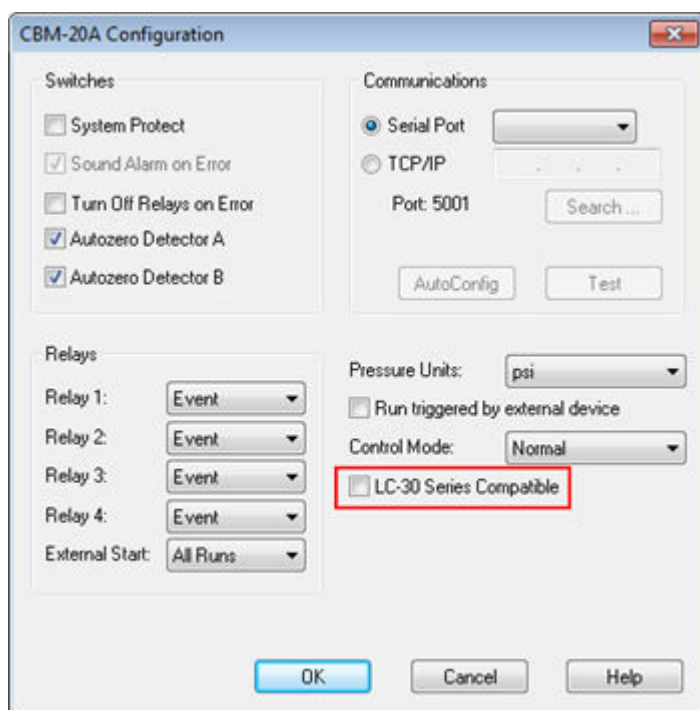 CBM-20A Configuration
Switches
System Protect
Sound Alarm on Error
Turn Off Relays on Error
Autozero Detector A
Autozero Detector B
Communications
Serial Port
TCP/IP
. . .
Port: 5001
Search ...
AutoConfig
Test
Relays
Relay 1:
Event
Relay 2:
Event
Relay 3:
Event
Relay 4:
Event
External Start:
All Runs
Pressure Units:
psi
Run triggered by external device
Control Mode:
Normal
LC-30 Series Compatible
OK
Cancel
Help